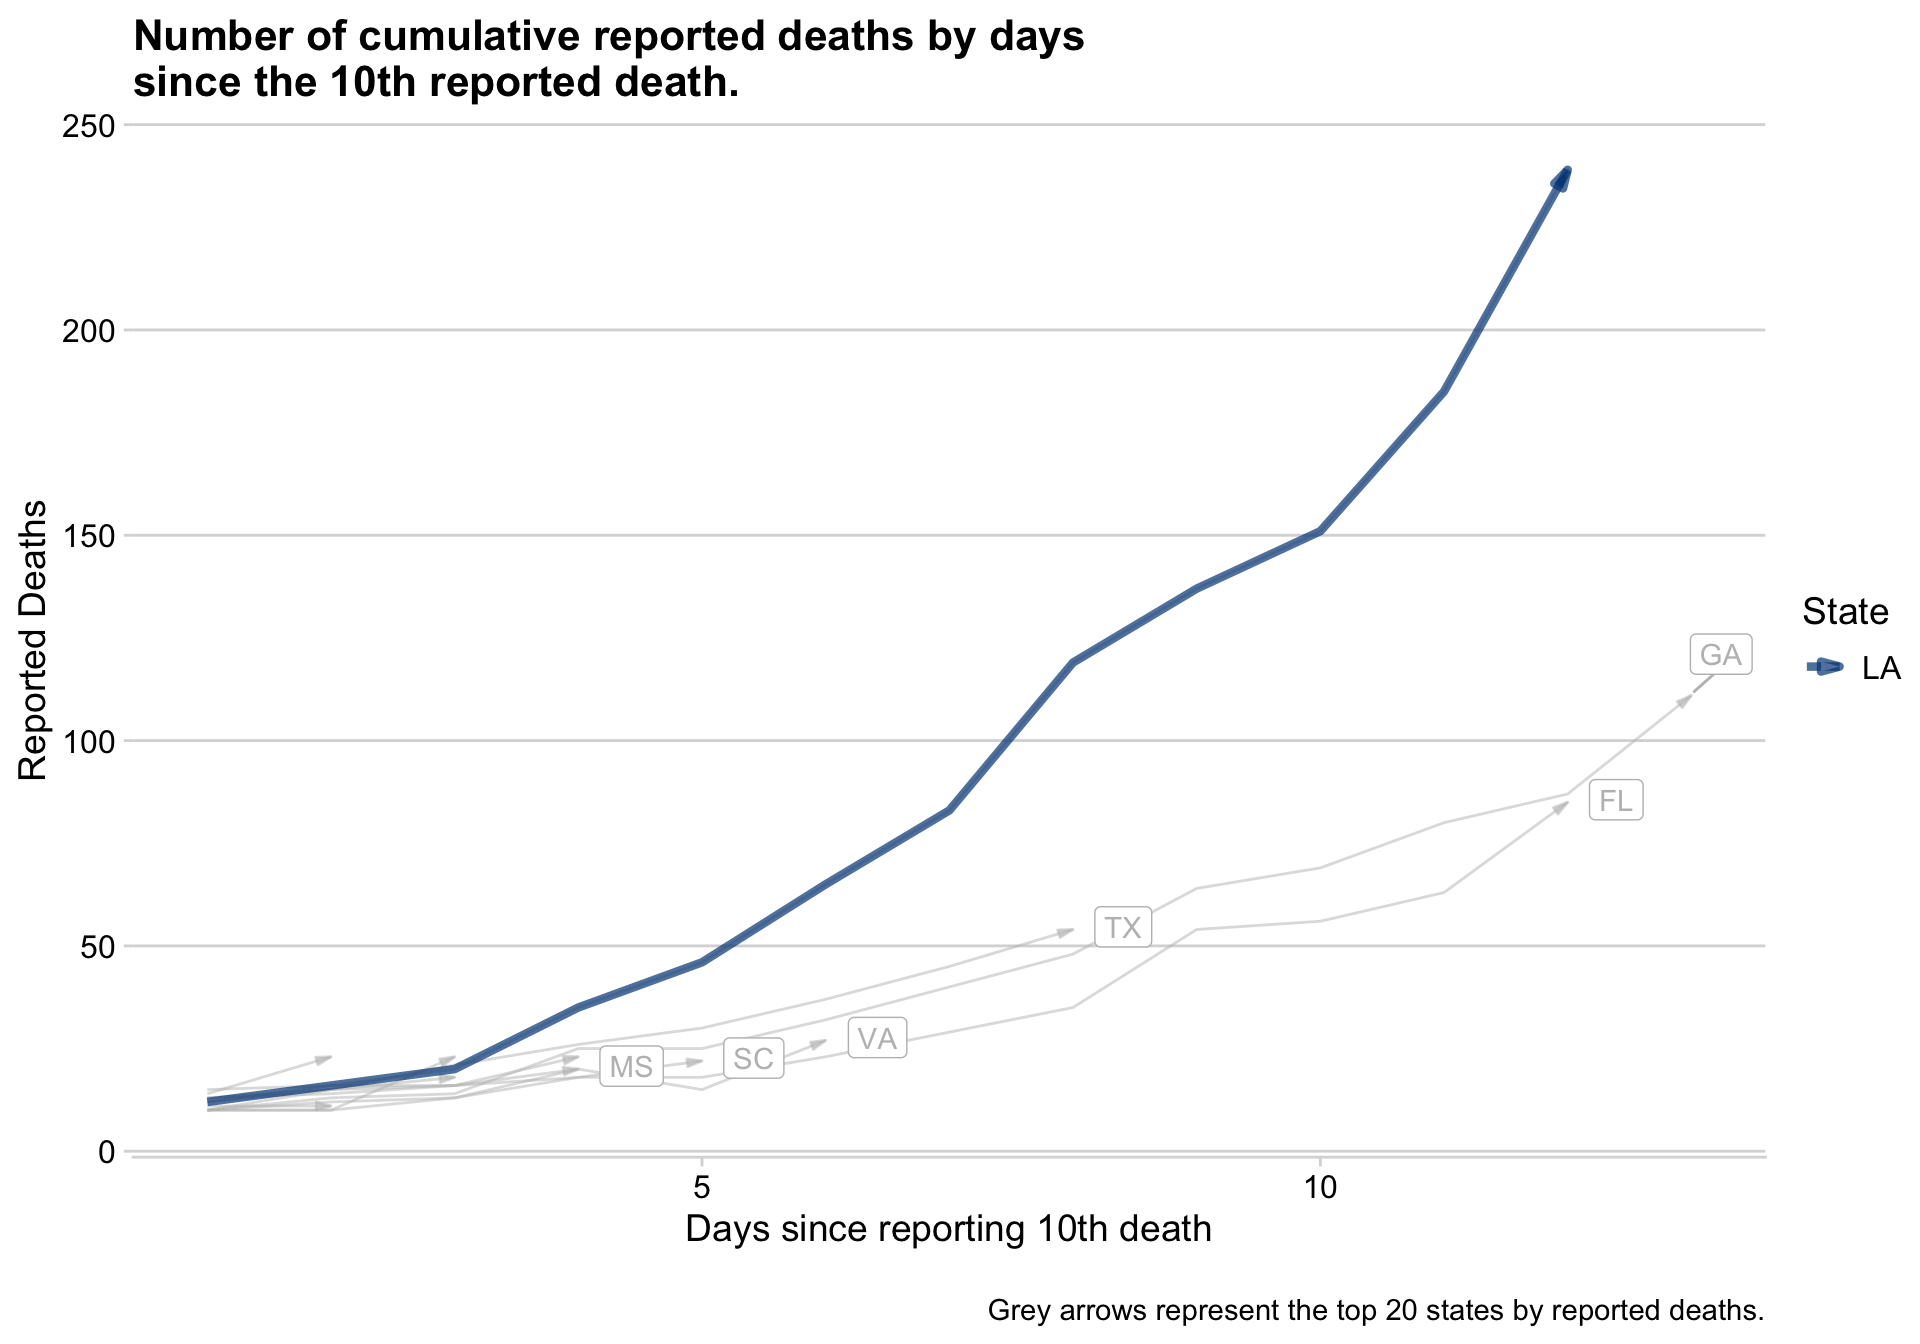 Number of cumulative reported deaths by days
since the 10th reported death.
250
200
150
100
50
0
Reported Deaths
GA
FL
TX
VA
SC
MS
State
LA
5
10
Days since reporting 10th death
Grey arrows represent the top 20 states by reported deaths.